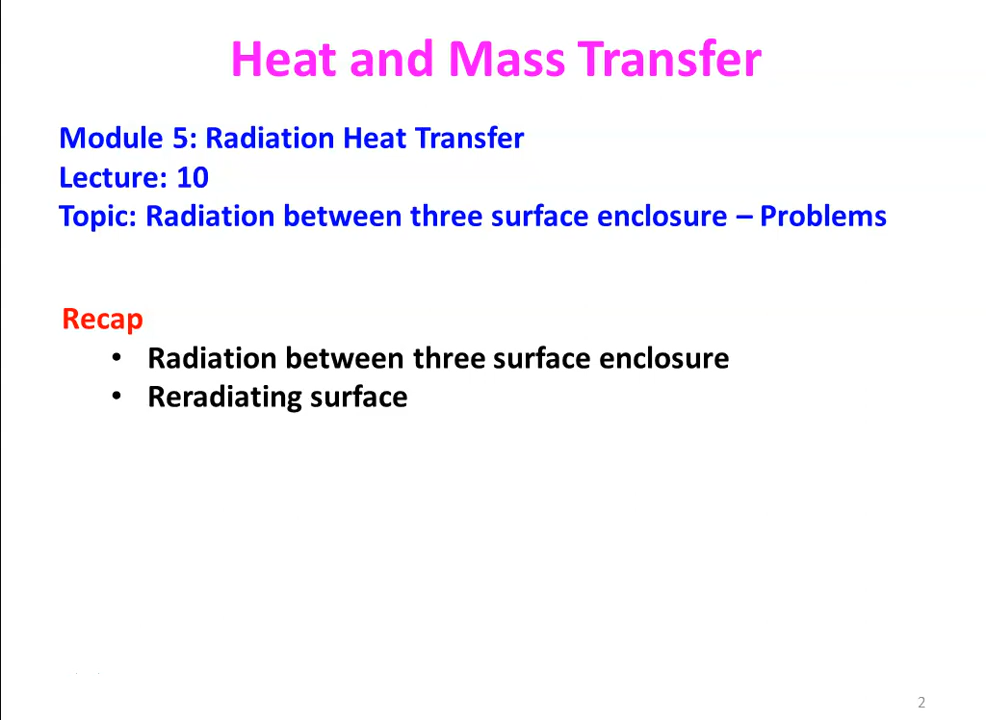 Heat and Mass Transfer
Module 5: Radiation Heat Transfer
Lecture: 10
Topic: Radiation between three surface enclosure – Problems
Recap
• Radiation between three surface enclosure
• Reradiating surface
2